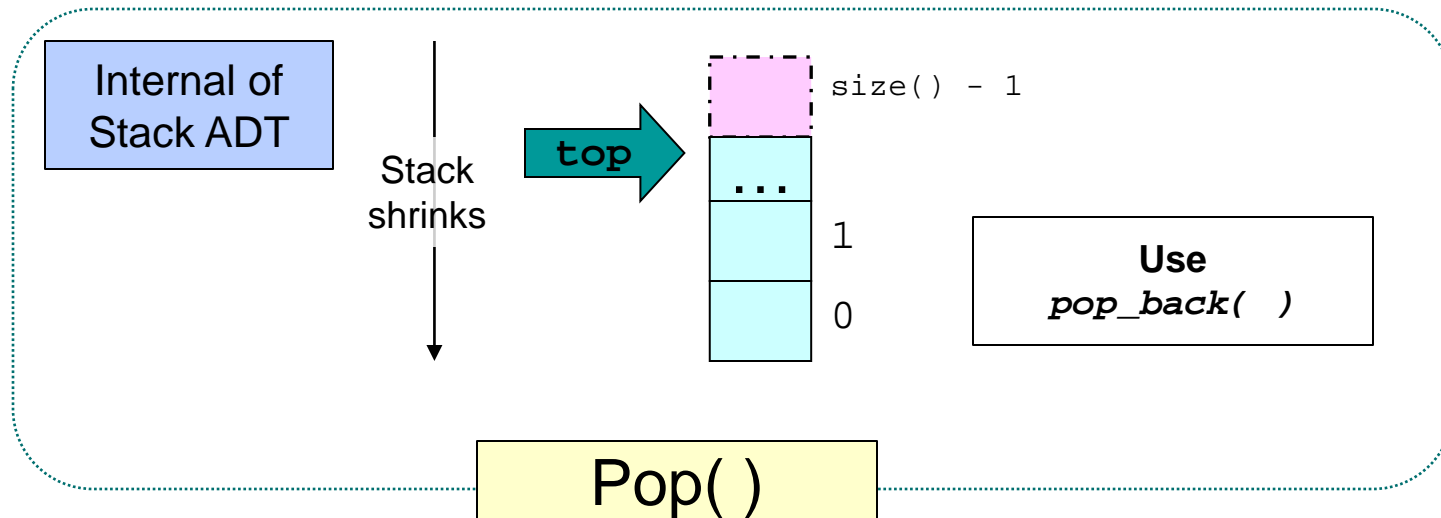 Internal of
Stack ADT
Stack
shrinks
top
size() - 1
...
1
0
Use
pop_back( )
Pop( )